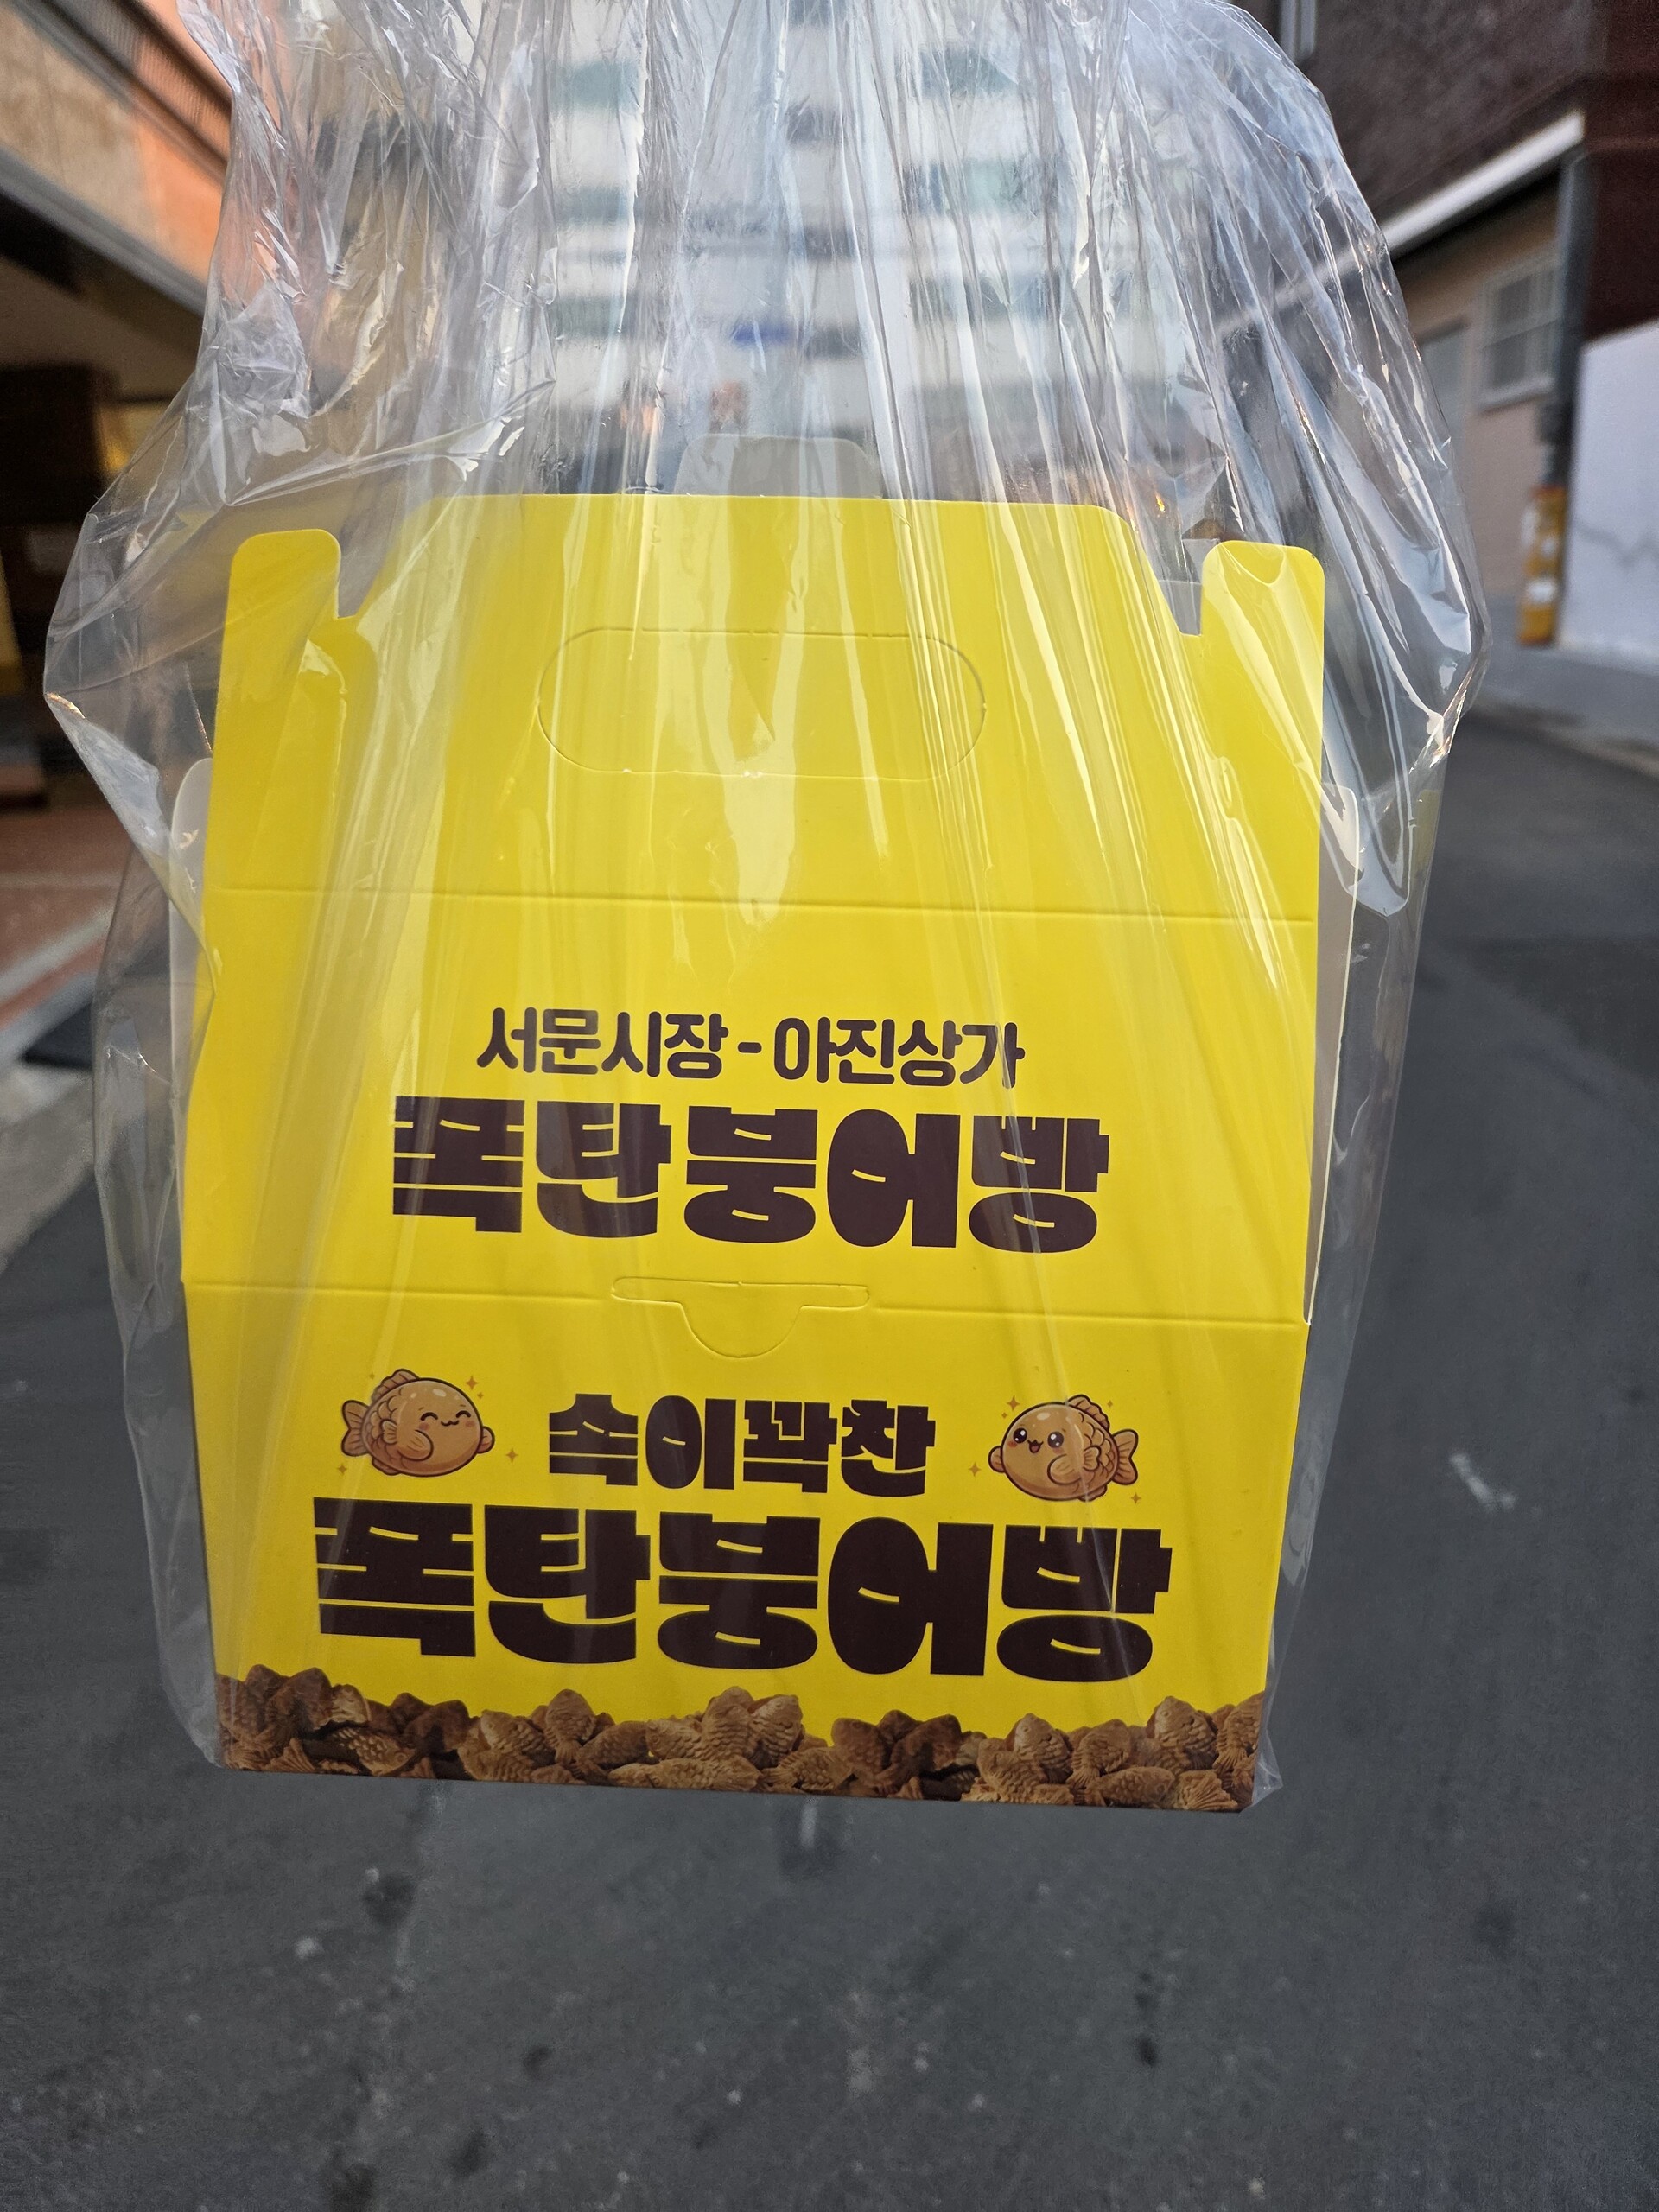 서문시장 - 아진상가
폭탄붕어빵
속이꽉찬
폭탄붕어빵